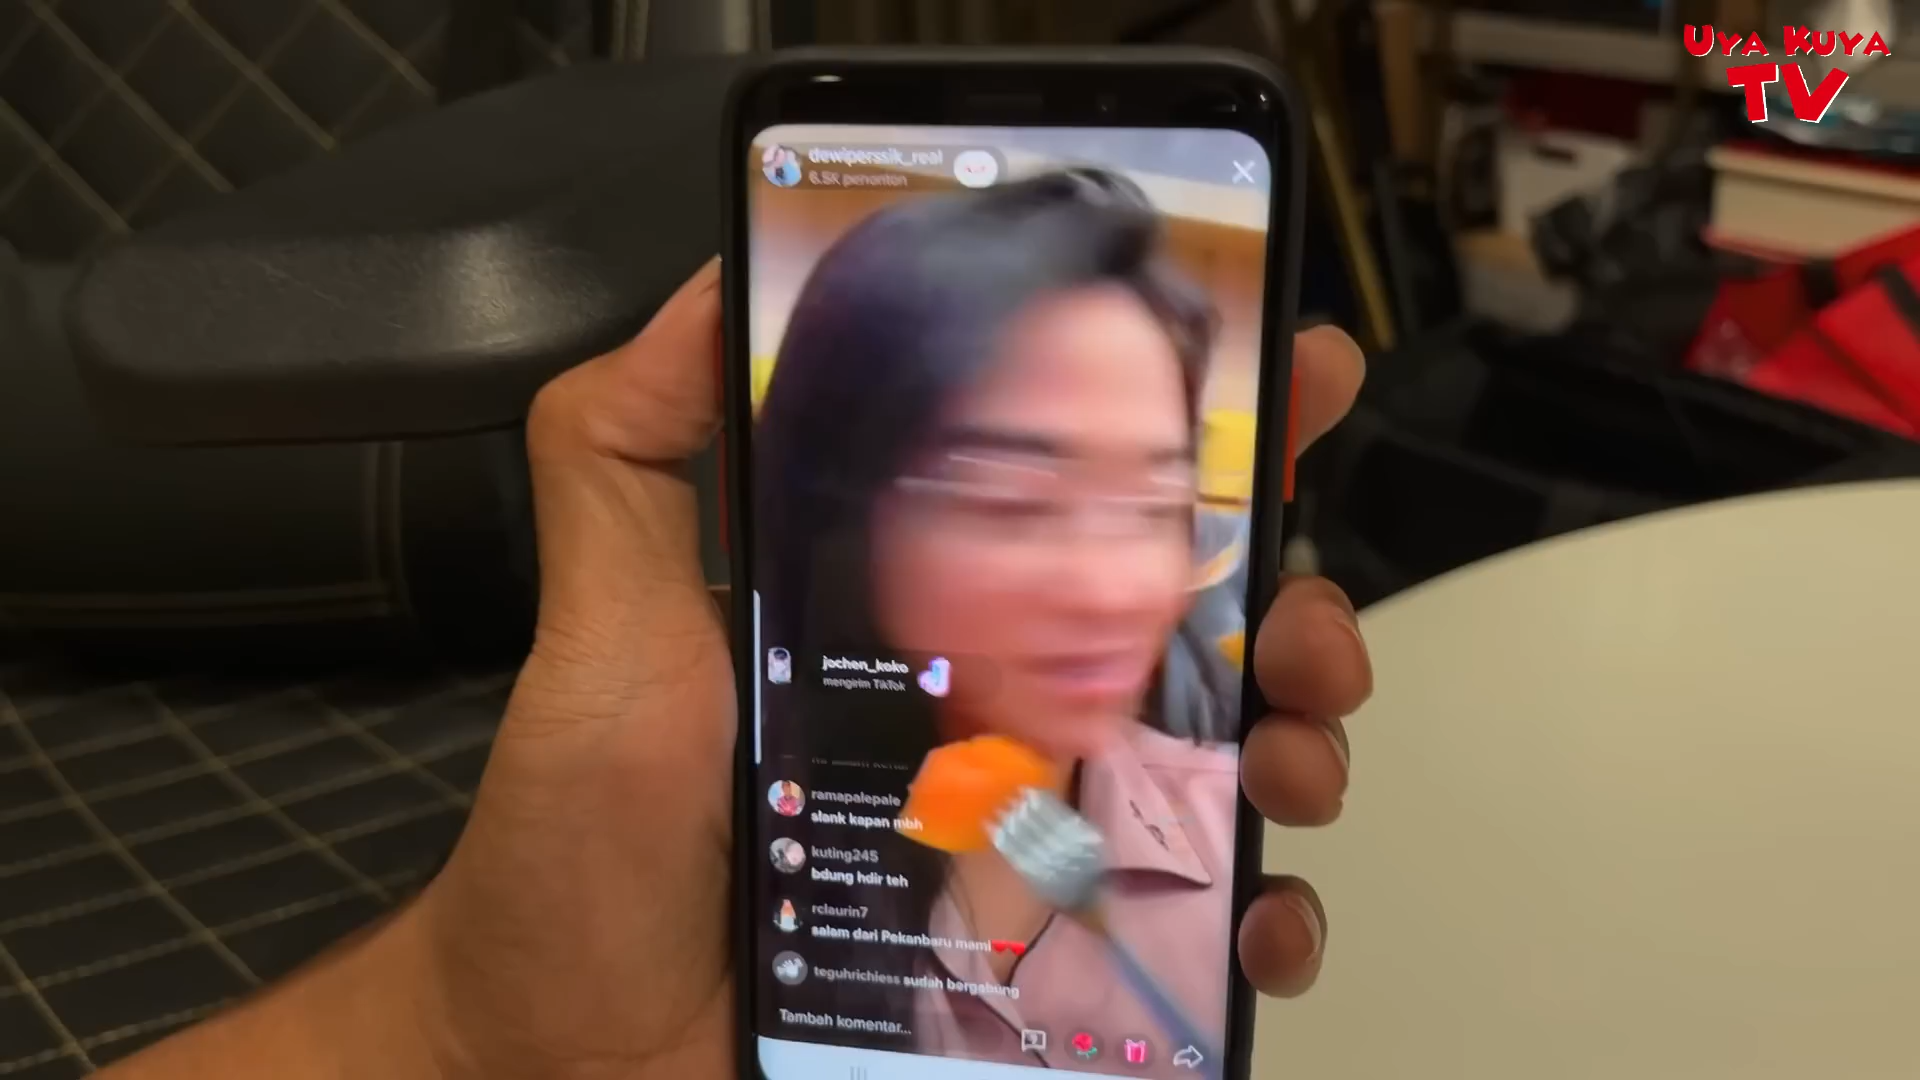 UYA KUYA
TV
dewiperssik_real
6.5K penonton
jochen_koko
mengirim TikTok
ramapalepale
slank kapan mbh
kuting245
bdung hdir teh
rclaurin7
salam dari Pekanbaru mami
teguhrichiess sudah bergabung
Tambah komentar...